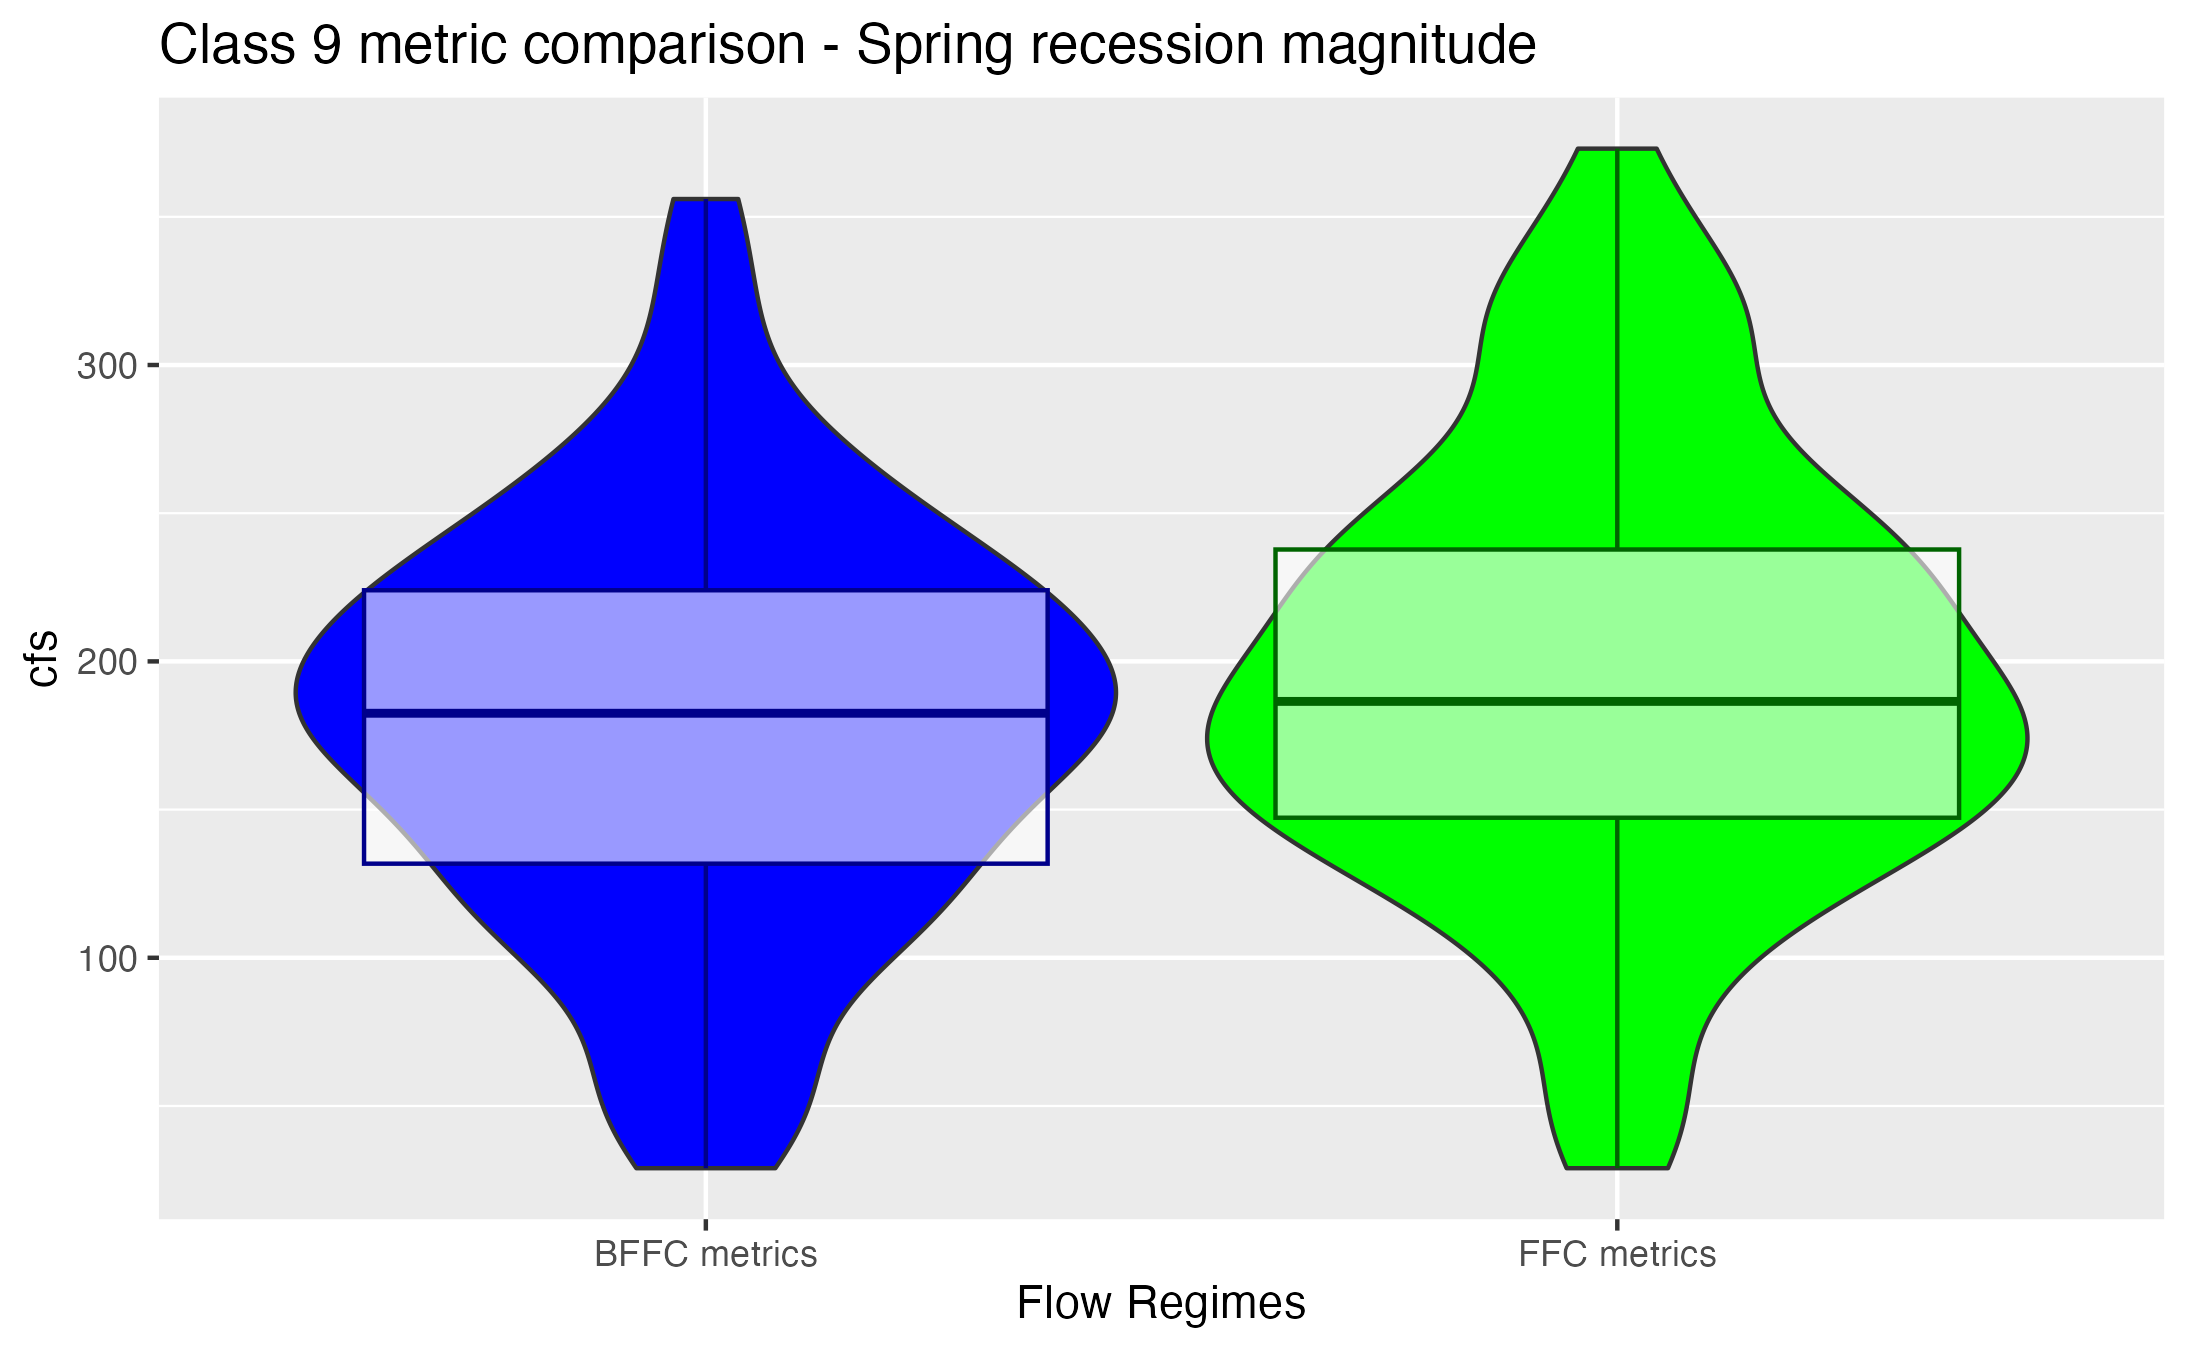 Class 9 metric comparison - Spring recession magnitude
300
200
100
cfs
BFFC metrics
FFC metrics
Flow Regimes